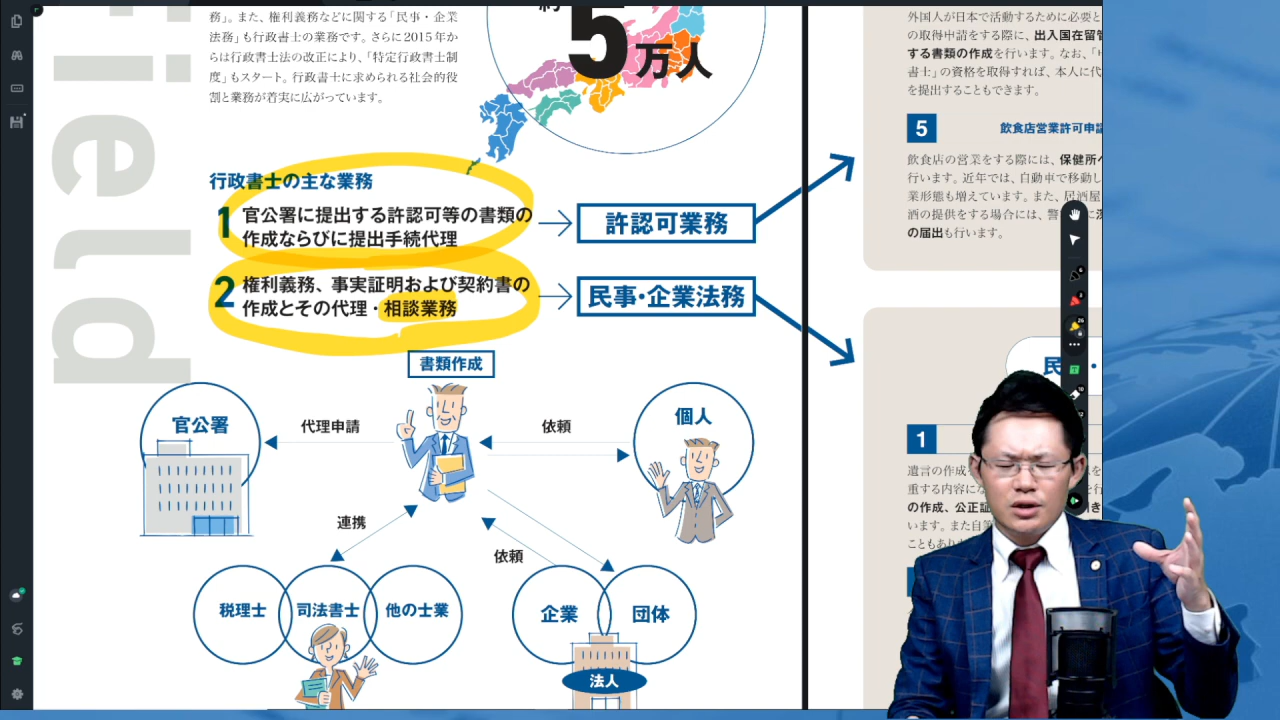 ield
務」。また、権利義務などに関する「民事・企業
法務」も行政書士の業務です。さらに2015年か
らは行政書士法の改正により、「特定行政書士制
度」もスタート。行政書士に求められる社会的役
割と業務が着実に広がっています。
約
5万人
行政書士の主な業務
1 官公署に提出する許認可等の書類の
作成ならびに提出手続代理
許認可業務
2 権利義務、事実証明および契約書の
作成とその代理・相談業務
民事・企業法務
書類作成
官公署
代理申請
依頼
個人
連携
依頼
税理士
司法書士
他の士業
企業
団体
法人
外国人が日本で活動するために必要と
の取得申請をする際に、出入国在留管
する書類の作成を行います。なお、「
書士」の資格を取得すれば、本人に代
を提出することもできます。
5
飲食店営業許可申請
飲食店の営業をする際には、保健所へ
行います。近年では、自動車で移動し
業形態も増えています。また、居酒屋
酒の提供をする場合には、警
の届出も行います。
民
1
遺言の作成
重する内容に
の作成、公正証
います。また自筆
こともあり